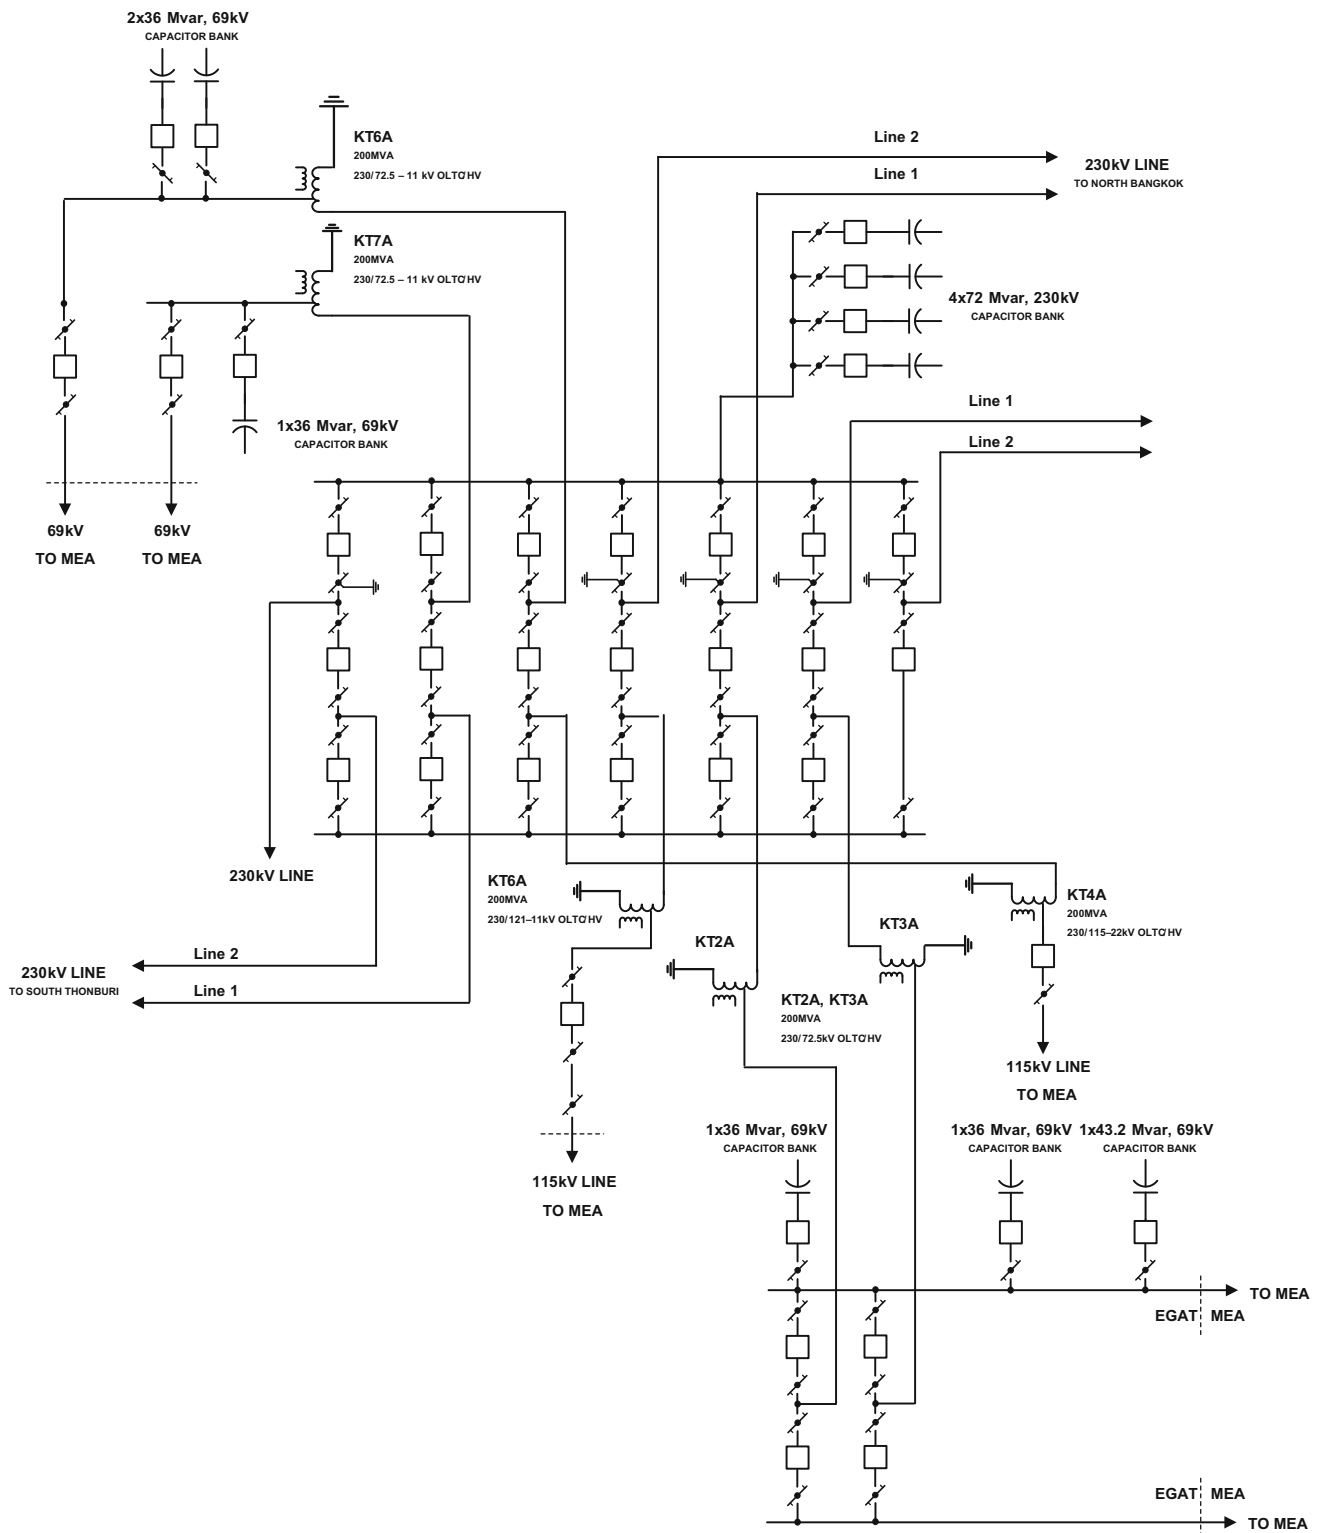 2x36 Mvar, 69kV
CAPACITOR BANK
KT6A
200MVA
230/72.5 – 11 kV OLTC/HV
Line 2
Line 1
230kV LINE
TO NORTH BANGKOK
KT7A
200MVA
230/72.5 – 11 kV OLTC/HV
4x72 Mvar, 230kV
CAPACITOR BANK
1x36 Mvar, 69kV
CAPACITOR BANK
Line 1
Line 2
69kV
TO MEA
69kV
TO MEA
230kV LINE
KT6A
200MVA
230/121–11kV OLTC/HV
KT4A
200MVA
230/115–22kV OLTC/HV
KT2A
KT3A
Line 2
230kV LINE
TO SOUTH THONBURI
Line 1
KT2A, KT3A
200MVA
230/72.5kV OLTC/HV
115kV LINE
TO MEA
1x36 Mvar, 69kV
CAPACITOR BANK
1x36 Mvar, 69kV
CAPACITOR BANK
1x43.2 Mvar, 69kV
CAPACITOR BANK
115kV LINE
TO MEA
TO MEA
EGAT MEA
EGAT MEA
TO MEA